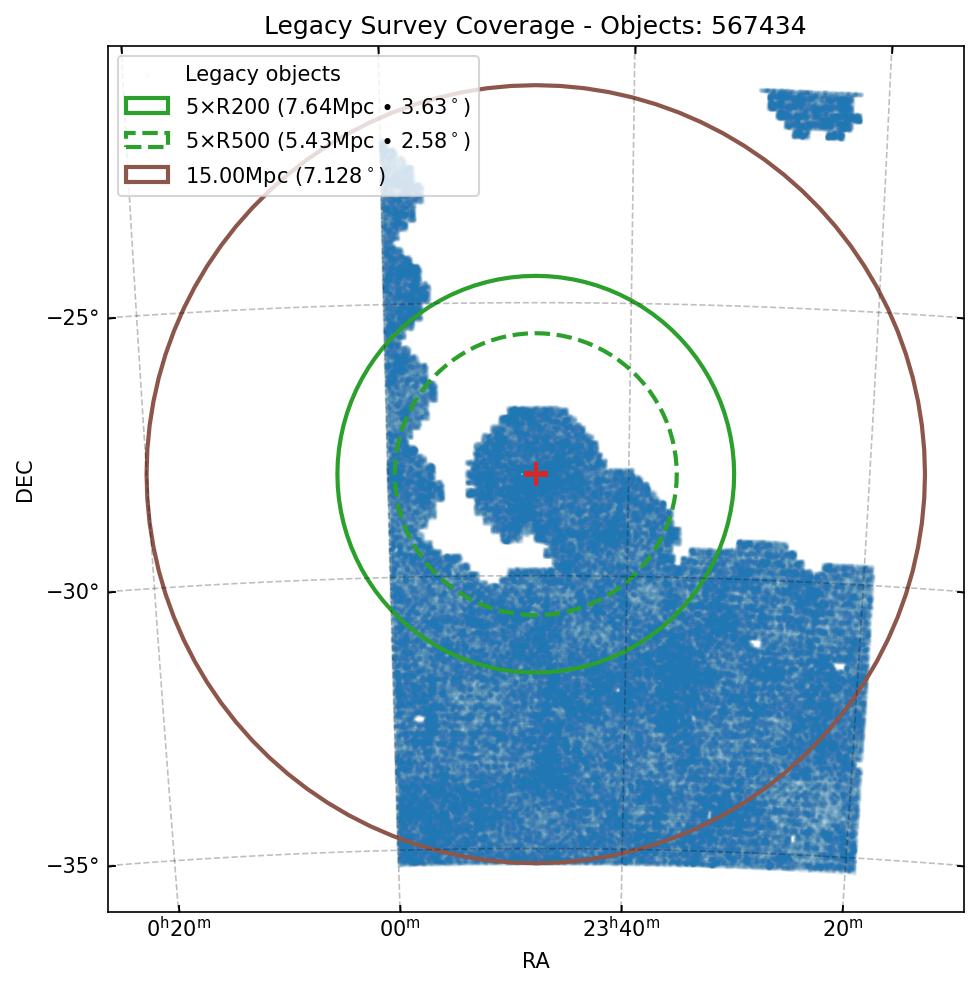 Legacy Survey Coverage - Objects: 567434
Legacy objects
5×R200 (7.64Mpc • 3.63°)
5×R500 (5.43Mpc • 2.58°)
15.00Mpc (7.128°)
DEC
−25°
−30°
−35°
0ʰ20ᵐ
00ᵐ
23ʰ40ᵐ
20ᵐ
RA